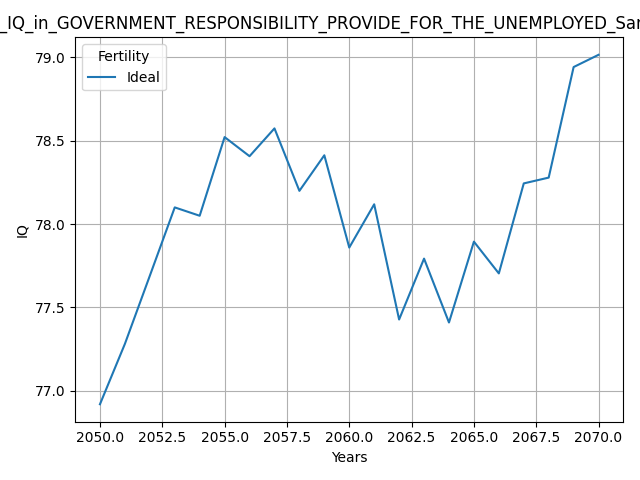 _IQ_in_GOVERNMENT_RESPONSIBILITY_PROVIDE_FOR_THE_UNEMPLOYED_Sar
Fertility
Ideal
79.0
78.5
78.0
77.5
77.0
IQ
2050.0 2052.5 2055.0 2057.5 2060.0 2062.5 2065.0 2067.5 2070.0
Years